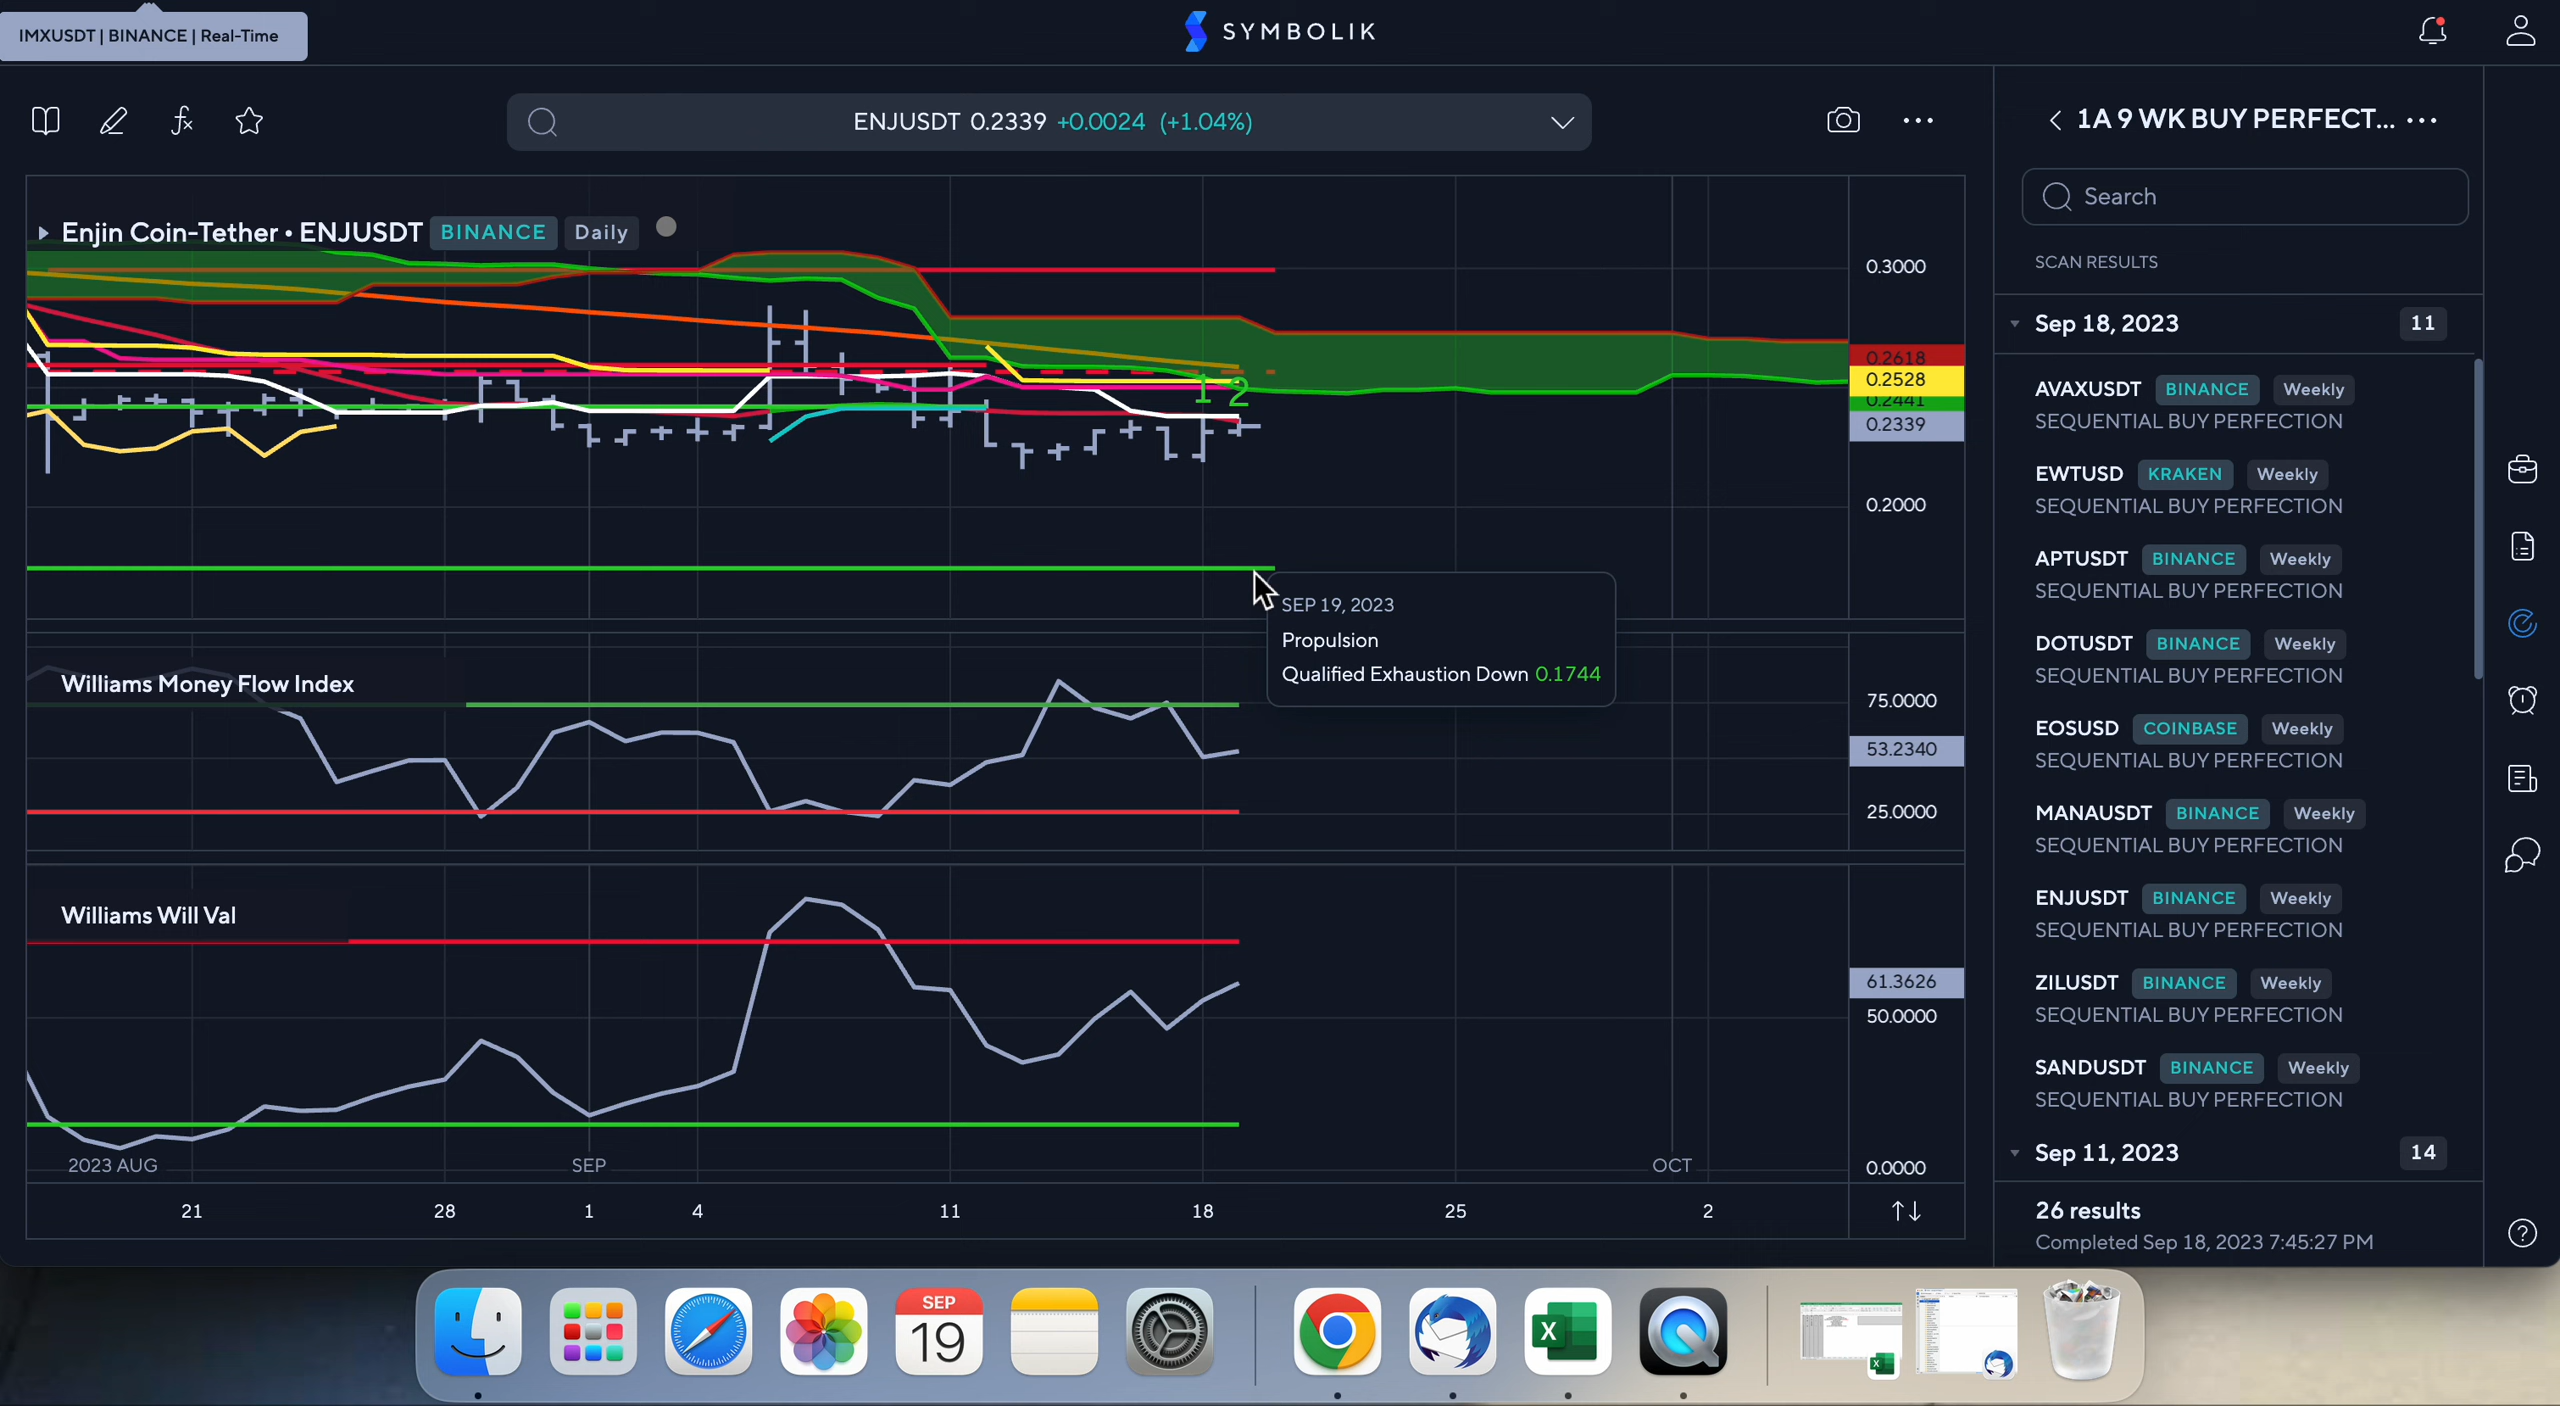 IMXUSDT | BINANCE | Real-Time
SYMBOLIK
ENJUSDT 0.2339 +0.0024 (+1.04%)
Enjin Coin-Tether • ENJUSDT BINANCE Daily
0.3000
0.2618
0.2528
0.2441
0.2339
0.2000
1 2
SEP 19, 2023
Propulsion
Qualified Exhaustion Down 0.1744
Williams Money Flow Index
75.0000
53.2340
25.0000
Williams Will Val
61.3626
50.0000
0.0000
2023 AUG SEP OCT
21 28 1 4 11 18 25 2
1A 9 WK BUY PERFECT...
Search
SCAN RESULTS
Sep 18, 2023 11
AVAXUSDT BINANCE Weekly
SEQUENTIAL BUY PERFECTION
EWTUSD KRAKEN Weekly
SEQUENTIAL BUY PERFECTION
APTUSDT BINANCE Weekly
SEQUENTIAL BUY PERFECTION
DOTUSDT BINANCE Weekly
SEQUENTIAL BUY PERFECTION
EOSUSD COINBASE Weekly
SEQUENTIAL BUY PERFECTION
MANAUSDT BINANCE Weekly
SEQUENTIAL BUY PERFECTION
ENJUSDT BINANCE Weekly
SEQUENTIAL BUY PERFECTION
ZILUSDT BINANCE Weekly
SEQUENTIAL BUY PERFECTION
SANDUSDT BINANCE Weekly
SEQUENTIAL BUY PERFECTION
Sep 11, 2023 14
26 results
Completed Sep 18, 2023 7:45:27 PM
SEP
19